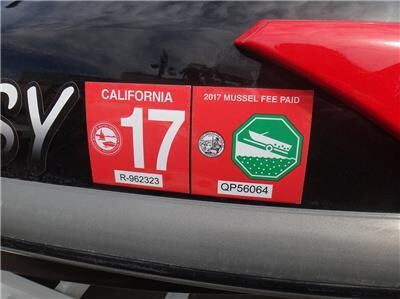 SY
CALIFORNIA
17
R-962323
2017 MUSSEL FEE PAID
QP56064